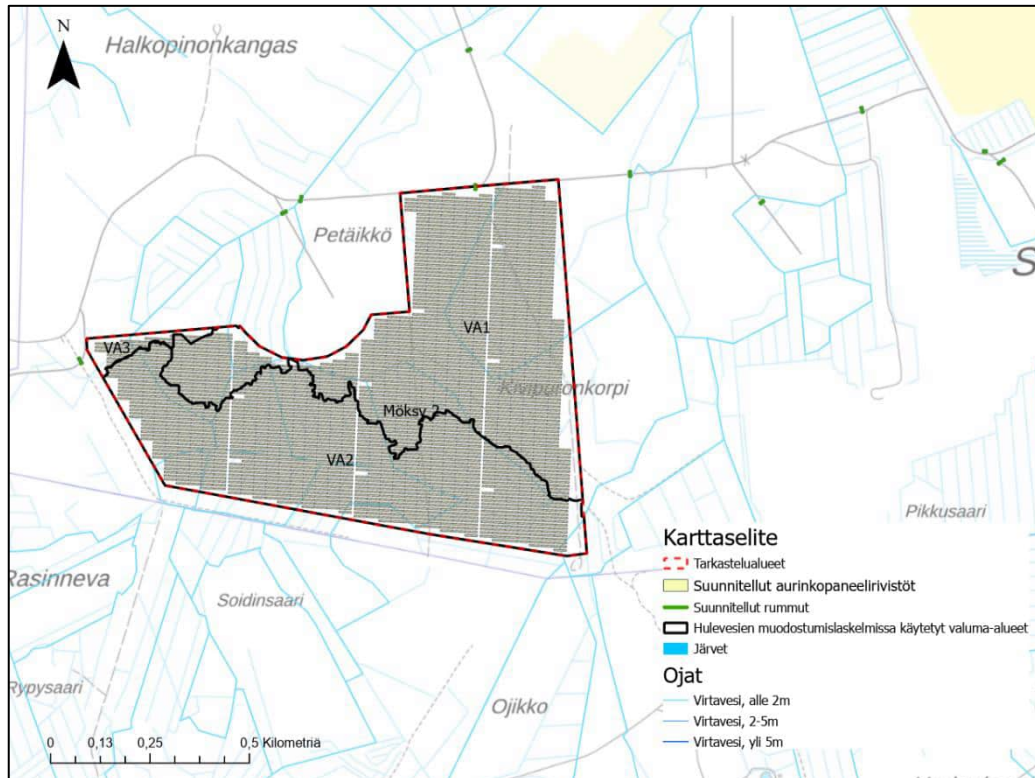 N
Halkopinonkangas
Petäikkö
S
VA1
VA3
Kivipuronkorpi
Möksy 2
VA2
Pikkusaari
Karttaselite
Tarkastelualueet
Rasinneva
Suunnitellut aurinkopaneelirivistöt
Soidinsaari
Suunnitellut rummut
Hulevesien muodostumislaskelmissa käytetyt valuma-alueet
Järvet
Rypysaari
Ojikko
Ojat
Virtavesi, alle 2m
Virtavesi, 2-5m
Virtavesi, yli 5m
0 0,13 0,25 0,5 Kilometriä